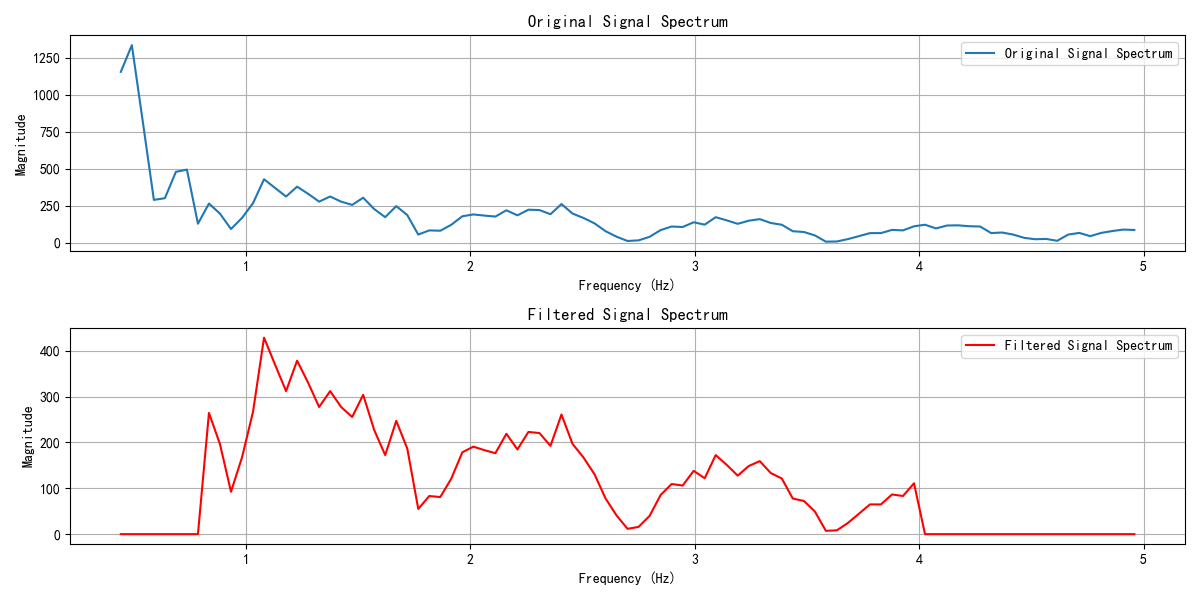 Original Signal Spectrum
Original Signal Spectrum
Magnitude
1250
1000
750
500
250
0
1 2 3 4 5
Frequency (Hz)
Filtered Signal Spectrum
Filtered Signal Spectrum
Magnitude
400
300
200
100
0
1 2 3 4 5
Frequency (Hz)